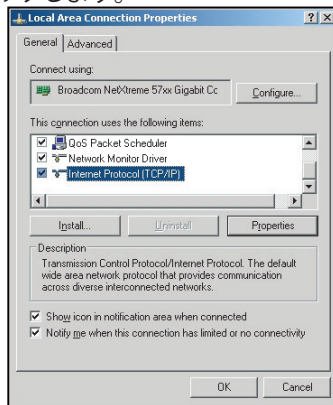 します。
Local Area Connection Properties
General Advanced
Connect using:
Broadcom NetXtreme 57xx Gigabit Cc Configure...
This connection uses the following items:
QoS Packet Scheduler
Network Monitor Driver
Internet Protocol (TCP/IP)
Install... Uninstall Properties
Description
Transmission Control Protocol/Internet Protocol. The default
wide area network protocol that provides communication
across diverse interconnected networks.
Show icon in notification area when connected
Notify me when this connection has limited or no connectivity
OK Cancel